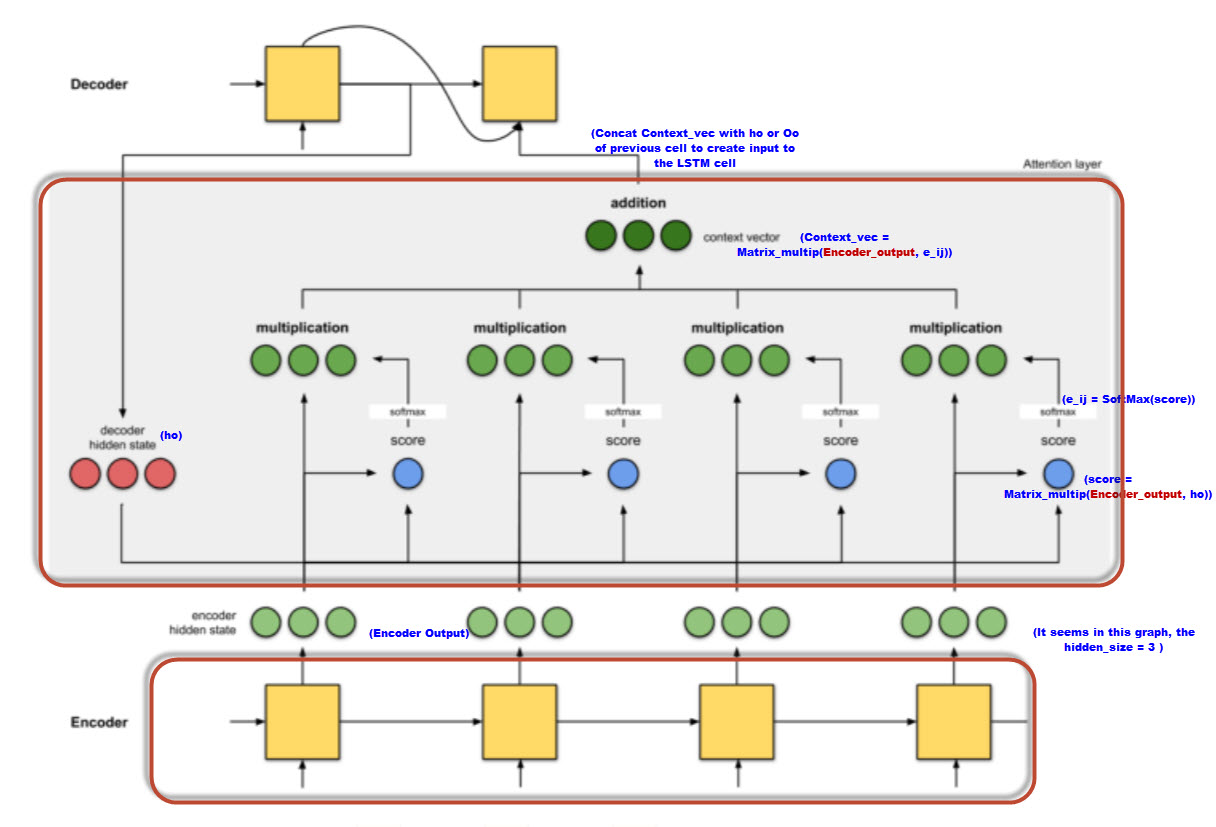 Decoder
(Concat Context_vec with ho or Oo
of previous cell to create input to
the LSTM cell
Attention layer
addition
context vector
(Context_vec =
Matrix_multip(Encoder_output, e_ij))
multiplication
multiplication
multiplication
multiplication
softmax
softmax
softmax
softmax
(e_ij = SoftMax(score))
decoder
hidden state
(ho)
score
score
score
score
(score =
Matrix_multip(Encoder_output, ho))
encoder
hidden state
(Encoder Output)
(It seems in this graph, the
hidden_size = 3 )
Encoder